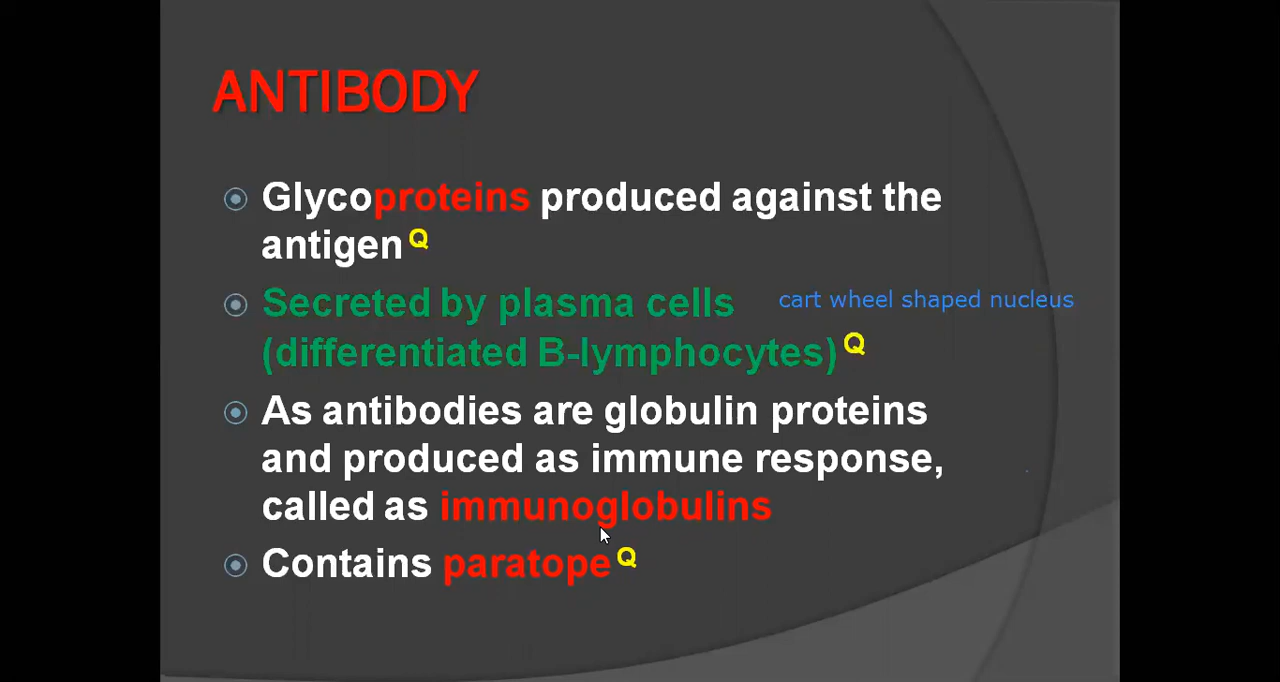 ANTIBODY
Glycoproteins produced against the
antigen Q
Secreted by plasma cells
cart wheel shaped nucleus
(differentiated B-lymphocytes) Q
As antibodies are globulin proteins
and produced as immune response,
called as immunoglobulins
Contains paratope Q